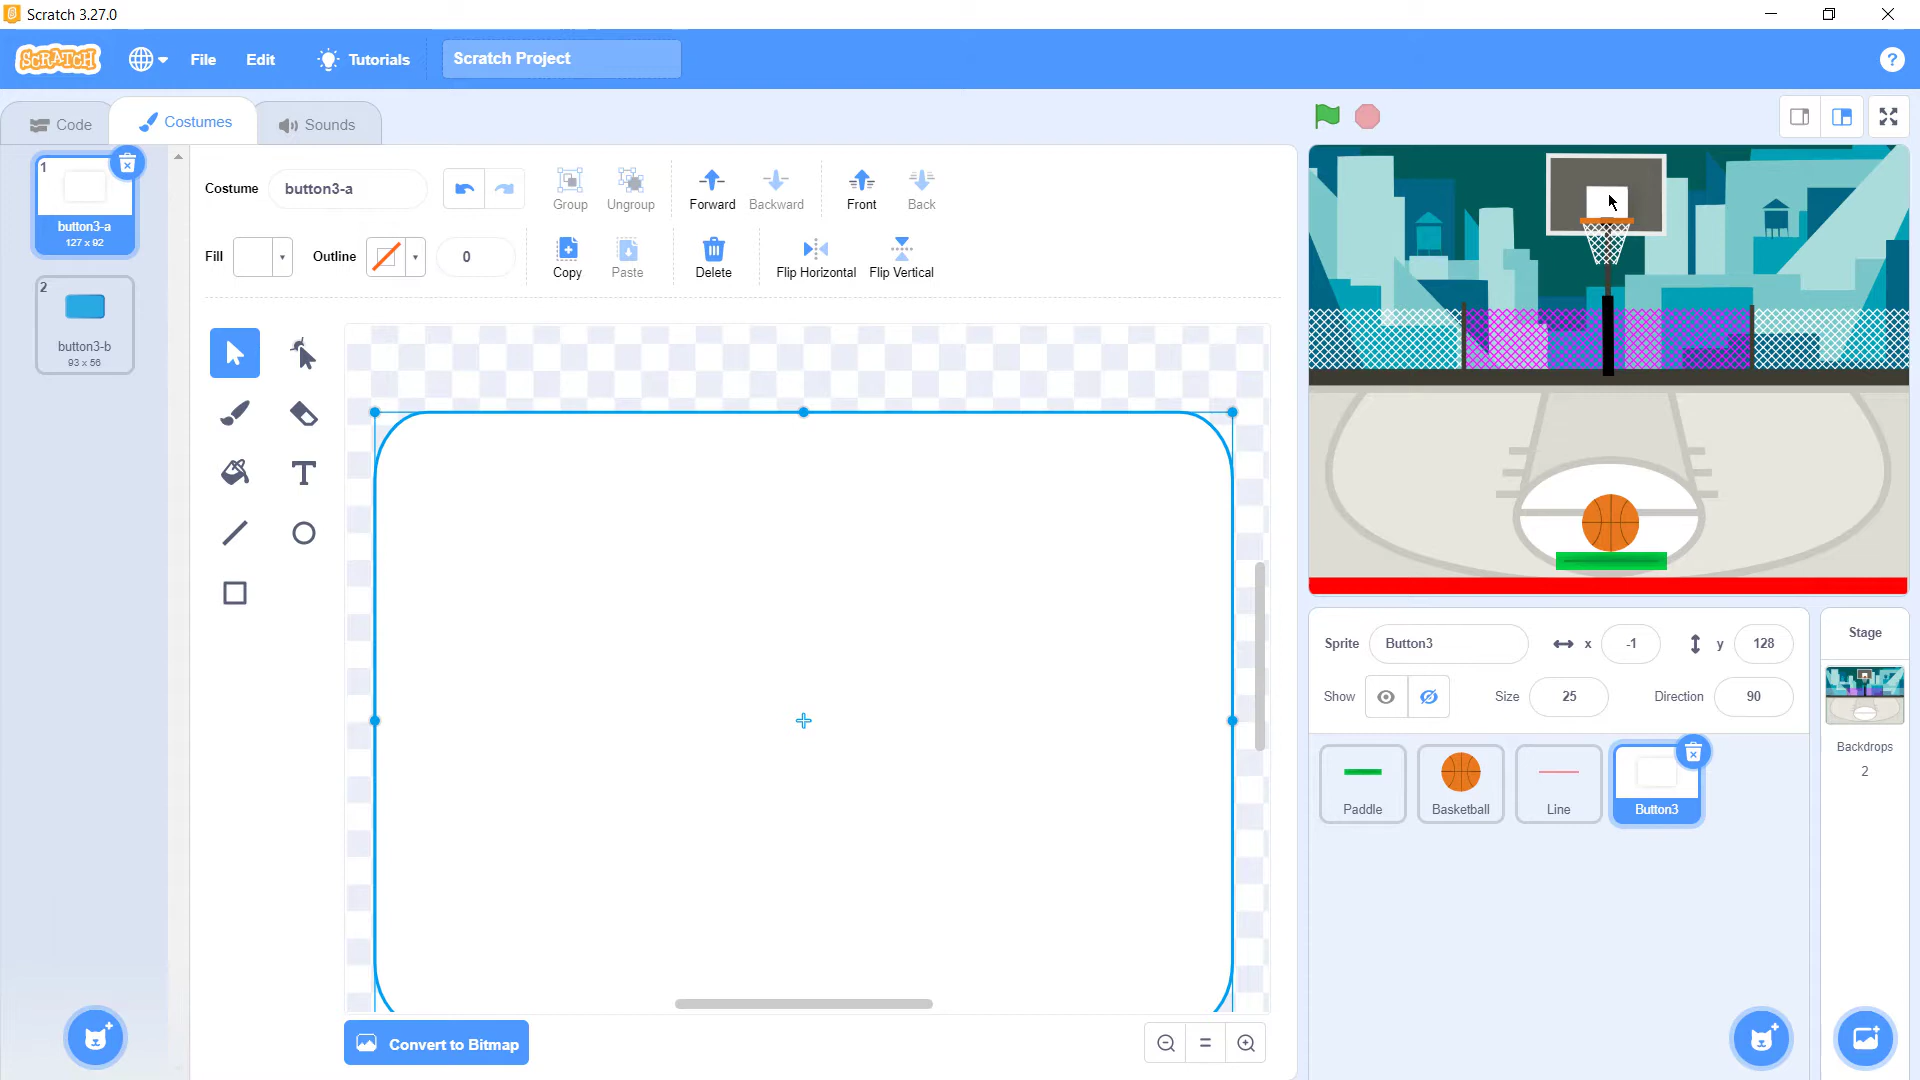 Scratch 3.27.0
SCRATCH File Edit Tutorials Scratch Project ?
Code Costumes Sounds
1
button3-a
127 x 92
2
button3-b
93 x 56
Costume button3-a Group Ungroup Forward Backward Front Back
Fill Outline 0 Copy Paste Delete Flip Horizontal Flip Vertical
T
Convert to Bitmap
Sprite Button3 x -1 y 128
Show Size 25 Direction 90
Paddle Basketball Line Button3
Stage
Backdrops
2